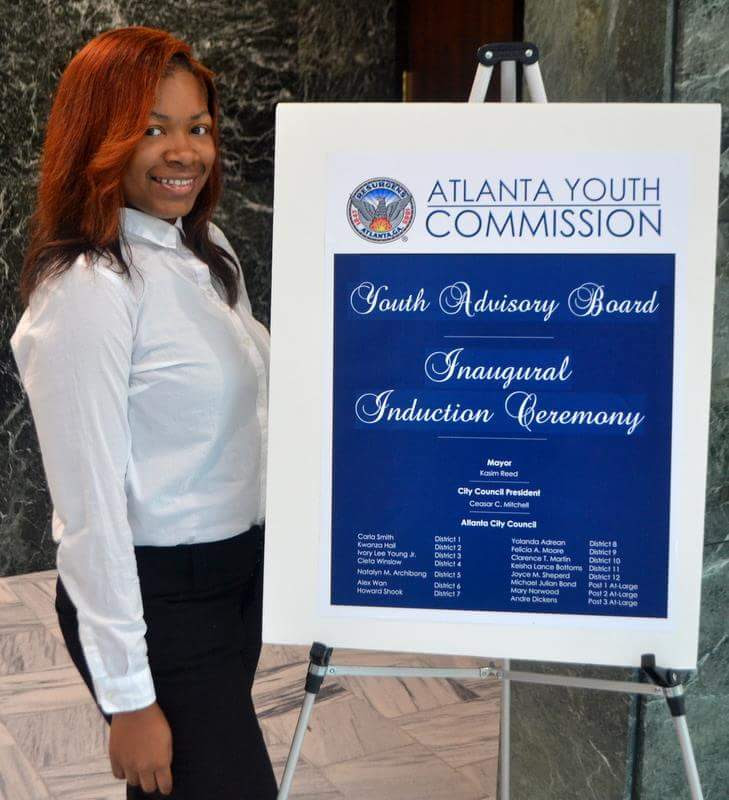 RESURGENS
1847 1865
ATLANTA, GA.
ATLANTA YOUTH
COMMISSION
Youth Advisory Board
Inaugural
Induction Ceremony
Mayor
Kasim Reed
City Council President
Ceasar C. Mitchell
Atlanta City Council
Carla Smith District 1
Kwanza Hall District 2
Ivory Lee Young Jr. District 3
Cleta Winslow District 4
Natalyn M. Archibong District 5
Alex Wan District 6
Howard Shook District 7
Yolanda Adrean District 8
Felicia A. Moore District 9
Clarence T. Martin District 10
Keisha Lance Bottoms District 11
Joyce M. Sheperd District 12
Michael Julian Bond Post 1 At-Large
Mary Norwood Post 2 At-Large
Andre Dickens Post 3 At-Large